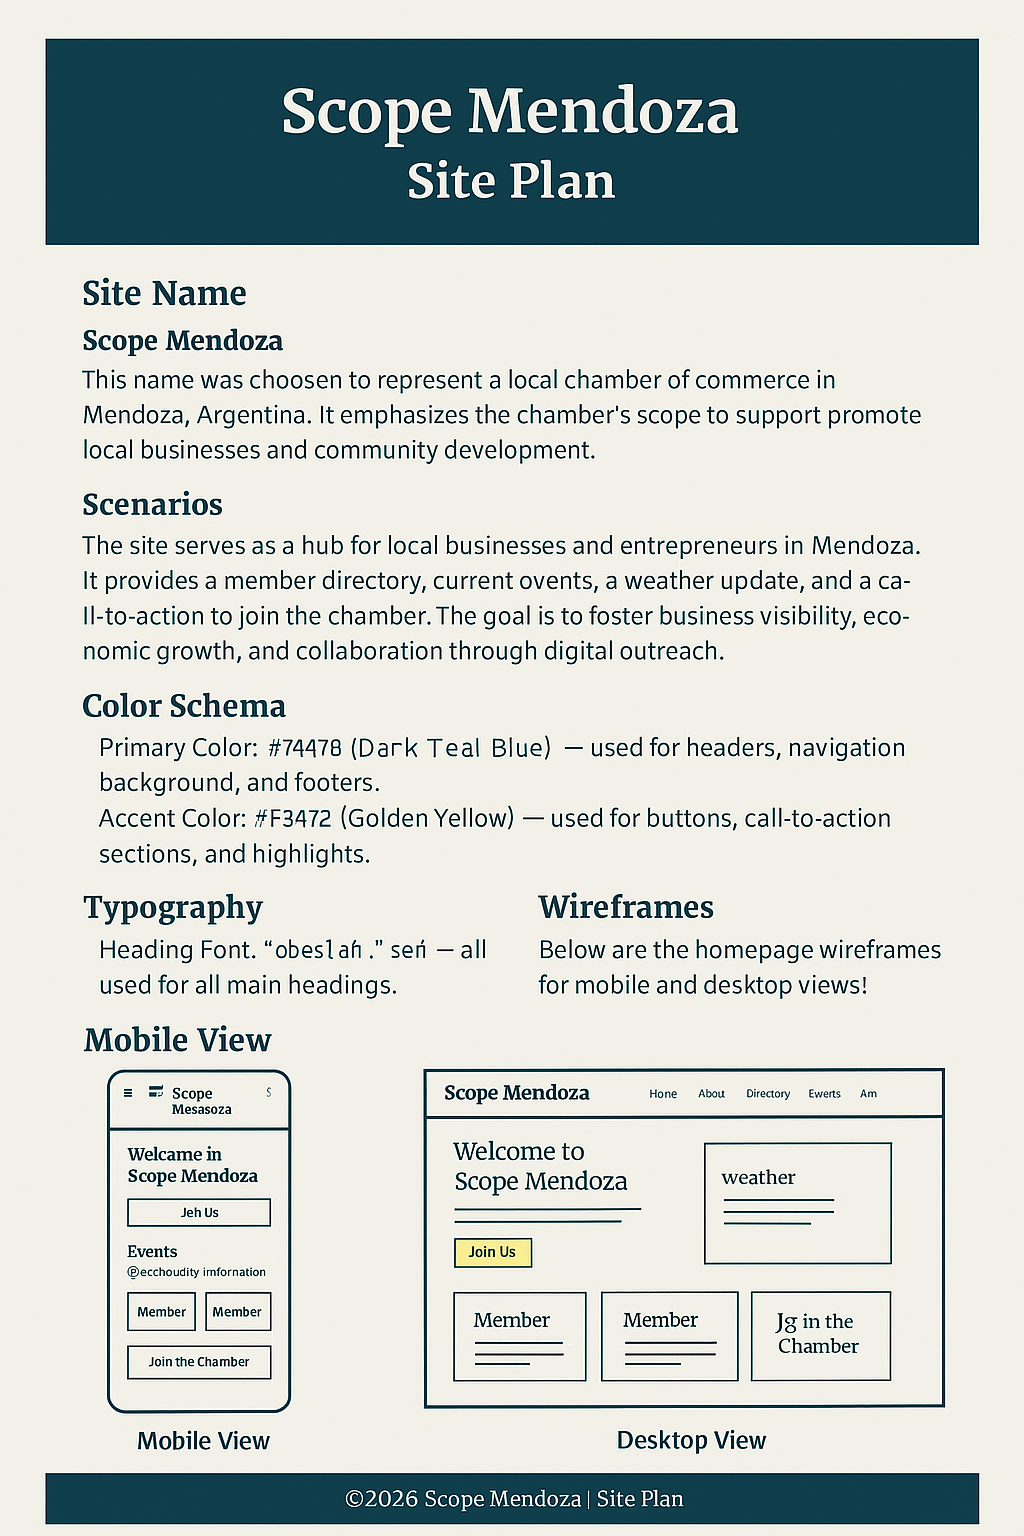 Scope Mendoza
Site Plan
Site Name
Scope Mendoza
This name was choosen to represent a local chamber of commerce in
Mendoza, Argentina. It emphasizes the chamber's scope to support promote
local businesses and community development.
Scenarios
The site serves as a hub for local businesses and entrepreneurs in Mendoza.
It provides a member directory, current ovents, a weather update, and a ca-
ll-to-action to join the chamber. The goal is to foster business visibility, eco-
nomic growth, and collaboration through digital outreach.
Color Schema
Primary Color: #74478 (Dark Teal Blue) — used for headers, navigation
background, and footers.
Accent Color: #F3472 (Golden Yellow) — used for buttons, call-to-action
sections, and highlights.
Typography
Heading Font. — all
used for all main headings.
Wireframes
Below are the homepage wireframes
for mobile and desktop views!
Mobile View
Scope
Mesasoza
Welcame in
Scope Mendoza
Jeh Us
Events
ecchoudity imfornation
Member Member
Join the Chamber
Mobile View
Scope Mendoza Home About Directory Ewerts Am
Welcome to
Scope Mendoza
Join Us
weather
Member
Member
Jg in the
Chamber
Desktop View
©2026 Scope Mendoza | Site Plan